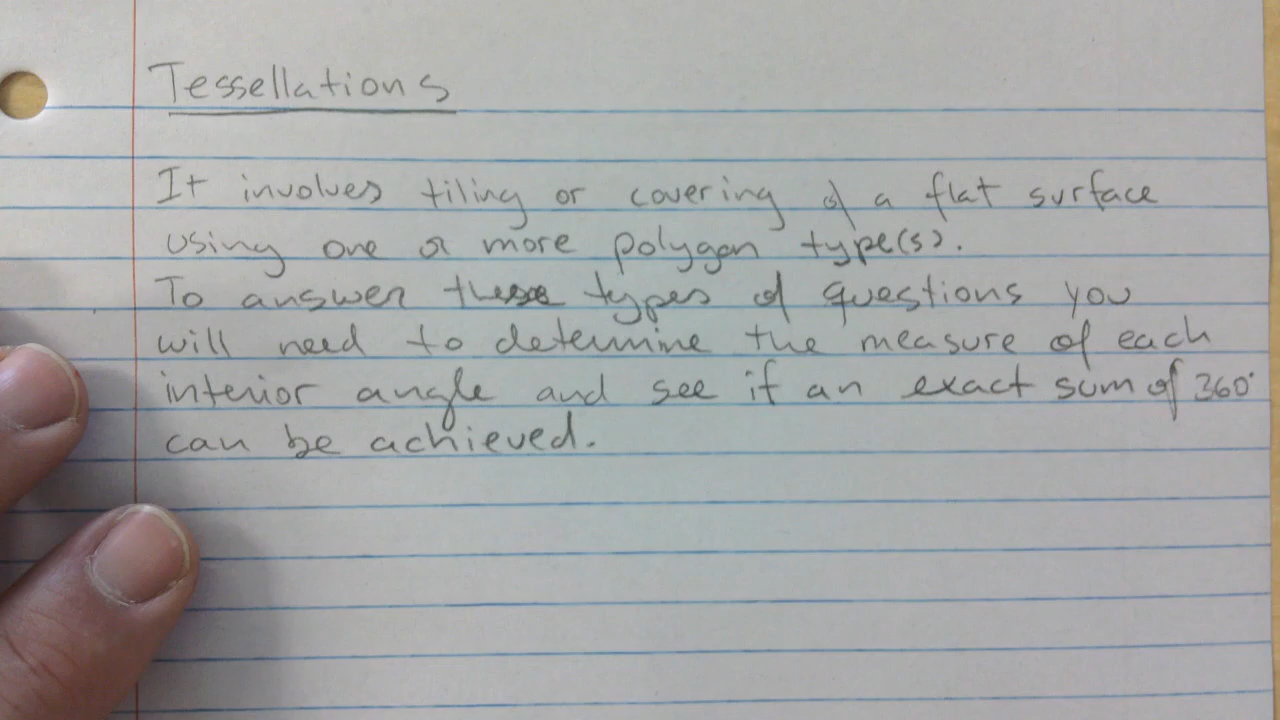 Tessellations
It involves tiling or covering of a flat surface
using one or more polygon type(s).
To answer these types of questions you
will need to determine the measure of each
interior angle and see if an exact sum of 360°
can be achieved.